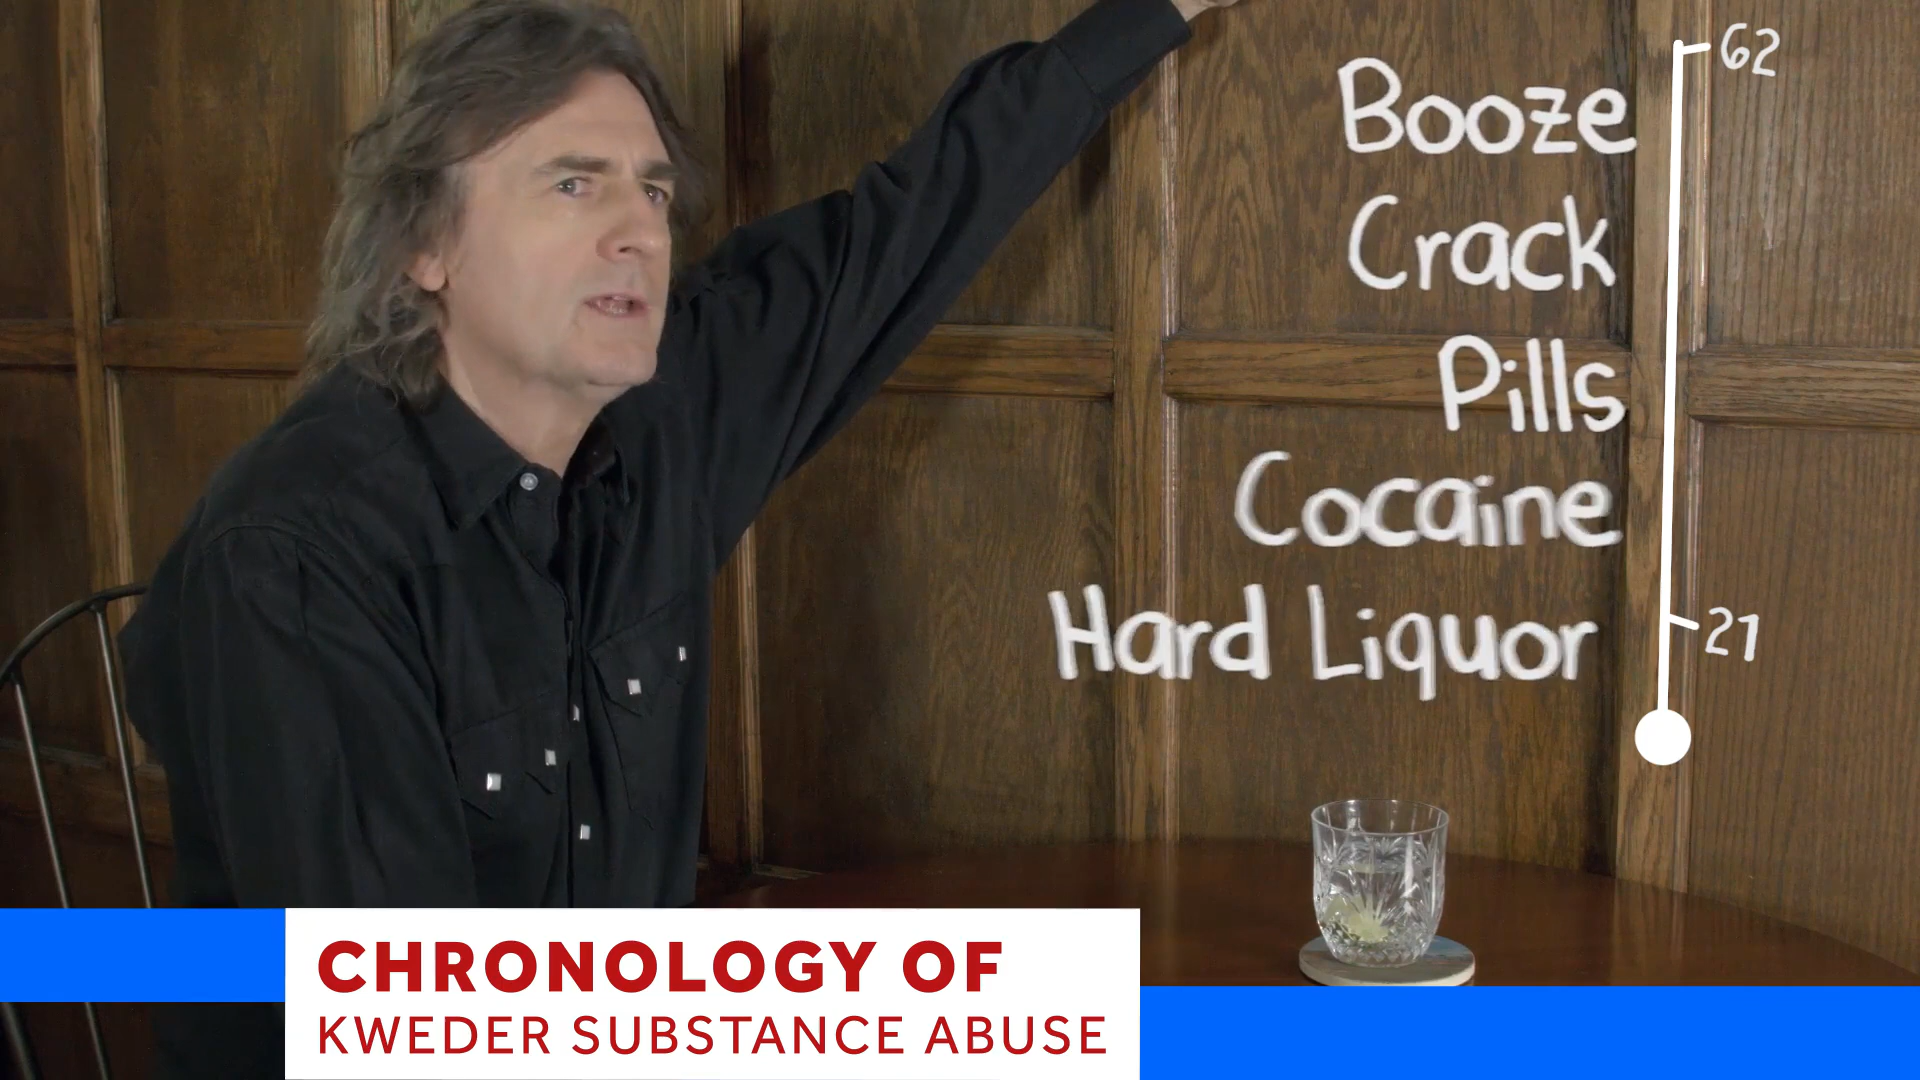 62
Booze
Crack
Pills
Cocaine
Hard Liquor
21
CHRONOLOGY OF
KWEDER SUBSTANCE ABUSE